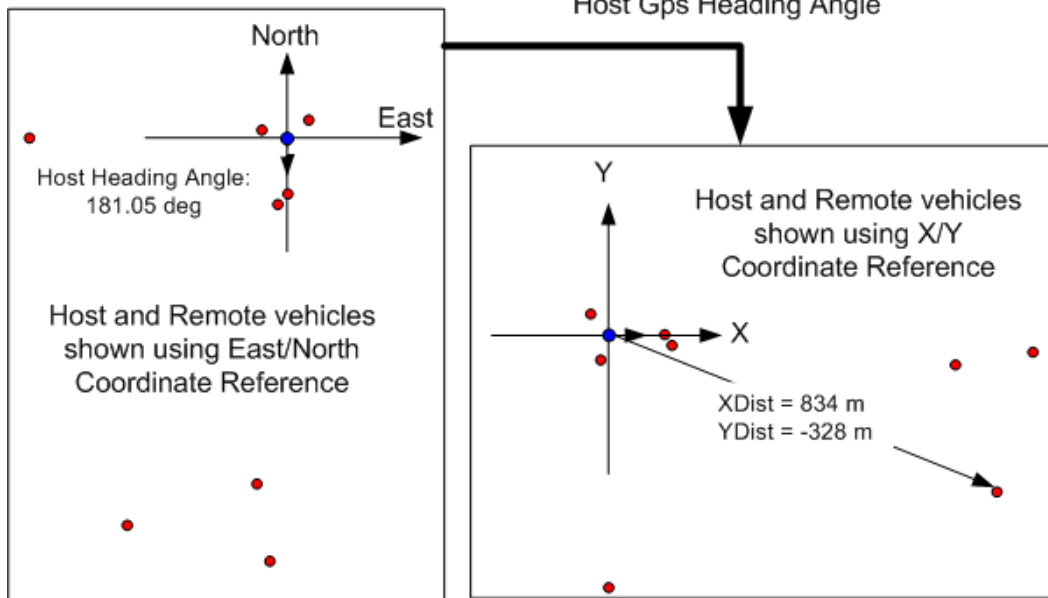 Host Gps Heading Angle
North
East
Host Heading Angle:
181.05 deg
Host and Remote vehicles
shown using East/North
Coordinate Reference
Y
Host and Remote vehicles
shown using X/Y
Coordinate Reference
X
XDist = 834 m
YDist = -328 m